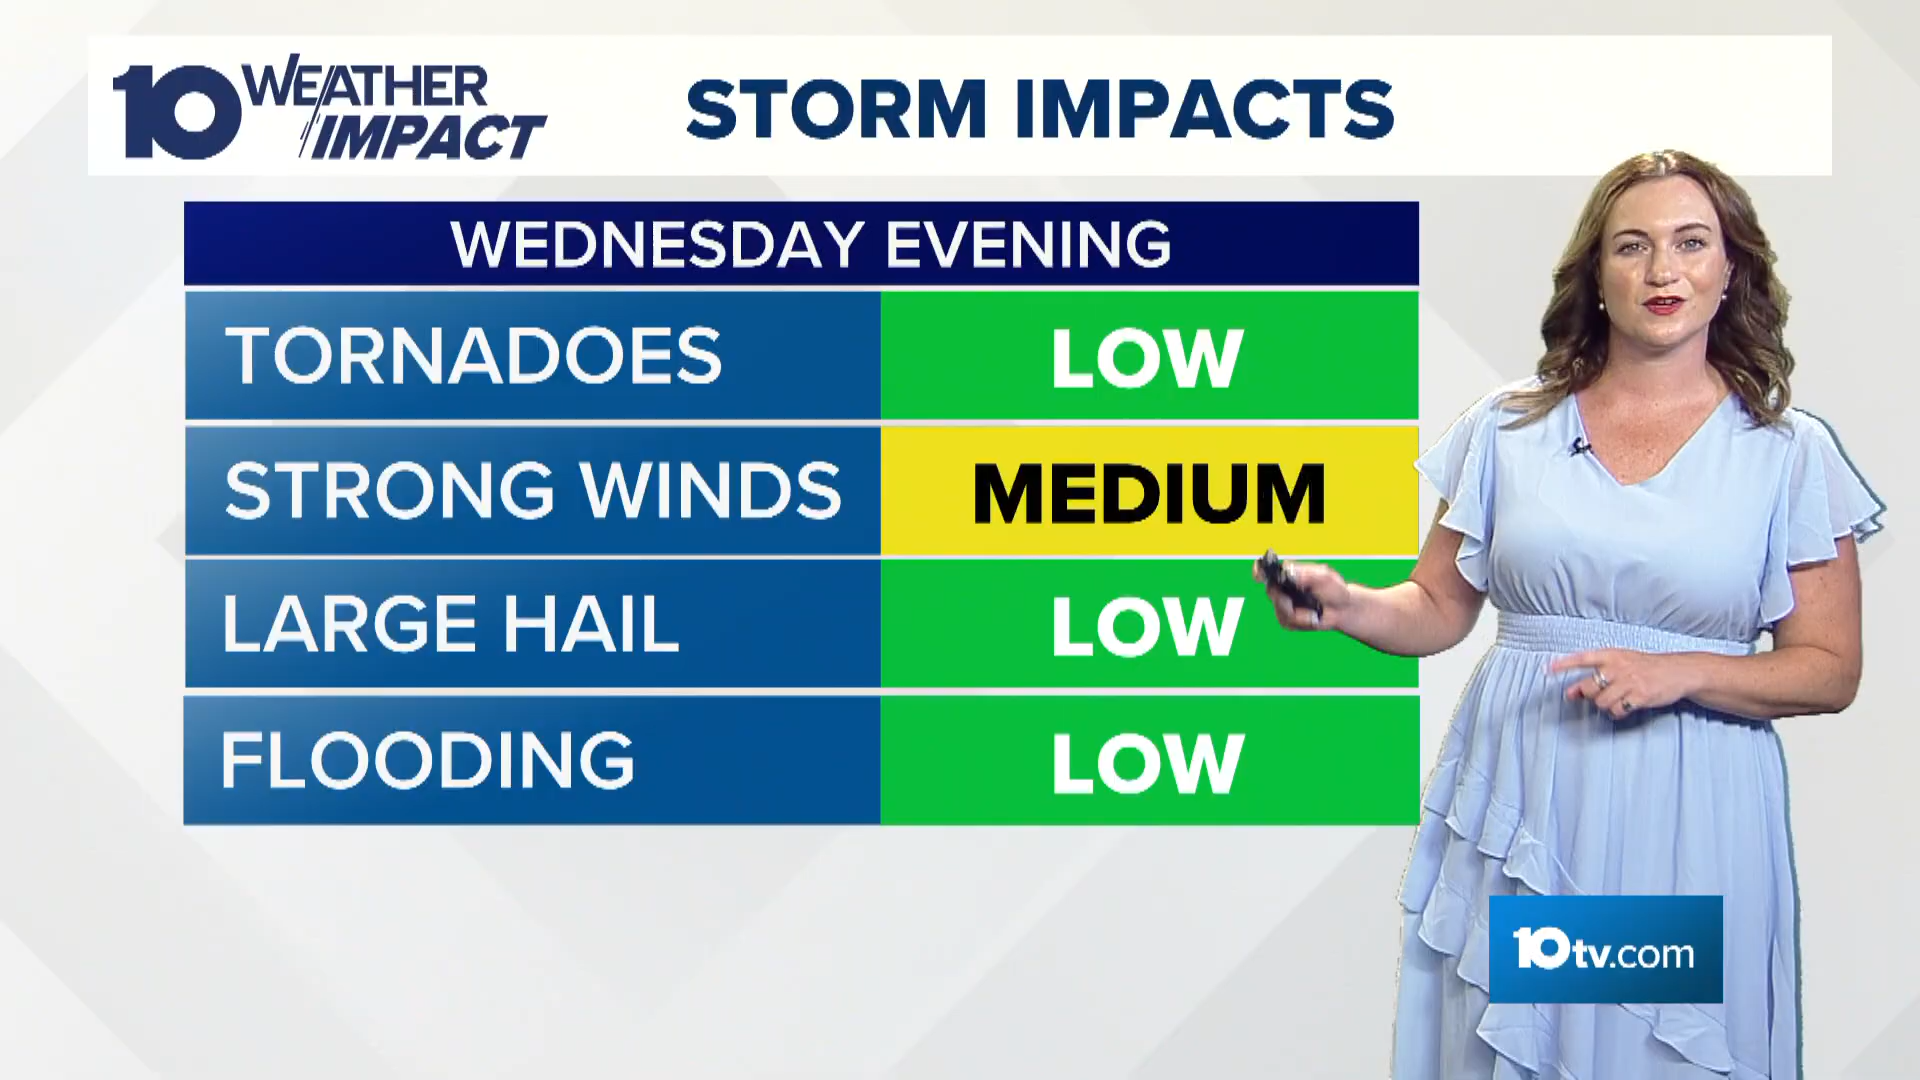 10 WEATHER
IMPACT
STORM IMPACTS
WEDNESDAY EVENING
TORNADOES LOW
STRONG WINDS MEDIUM
LARGE HAIL LOW
FLOODING LOW
10tv.com